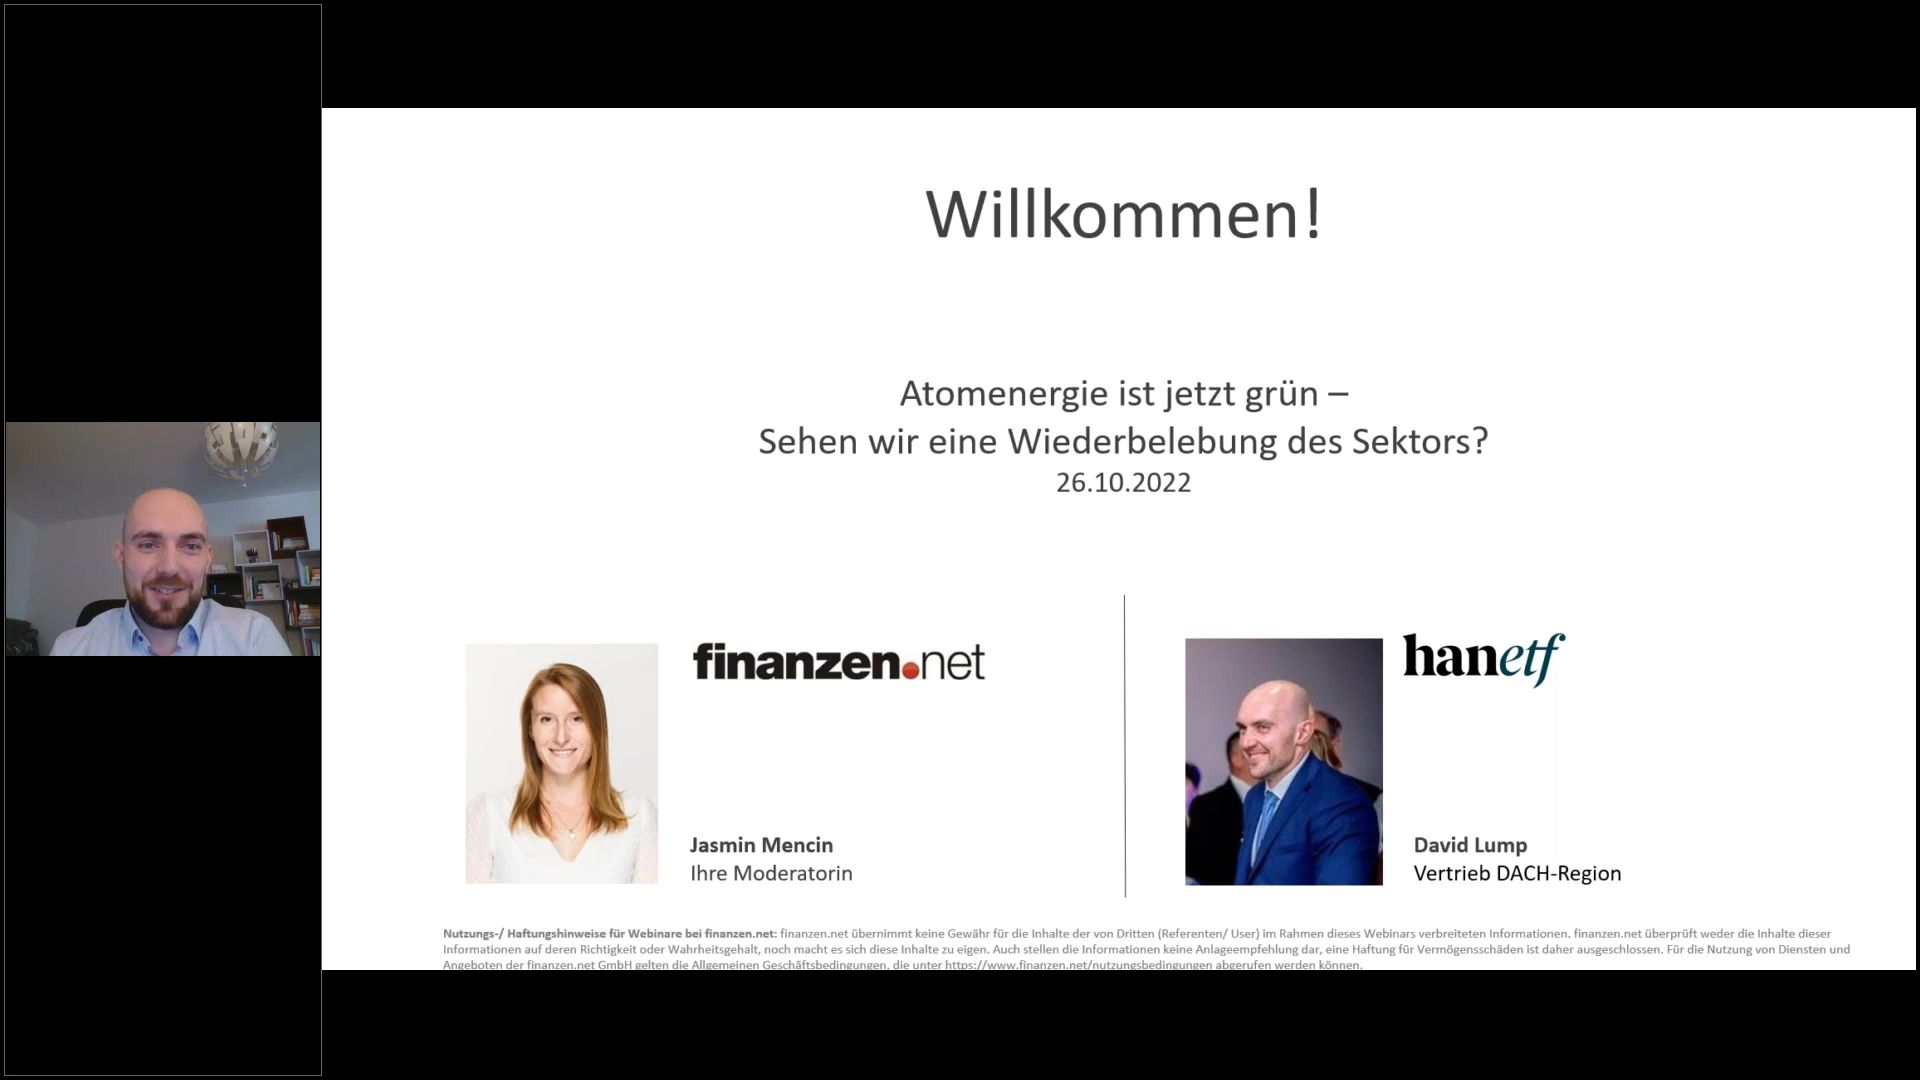 Willkommen!
Atomenergie ist jetzt grün –
Sehen wir eine Wiederbelebung des Sektors?
26.10.2022
finanzen.net
Jasmin Mencin
Ihre Moderatorin
hanetf
David Lump
Vertrieb DACH-Region
Nutzungs-/ Haftungshinweise für Webinare bei finanzen.net: finanzen.net übernimmt keine Gewähr für die Inhalte der von Dritten (Referenten/ User) im Rahmen dieses Webinars verbreiteten Informationen. finanzen.net überprüft weder die Inhalte dieser
Informationen auf deren Richtigkeit oder Wahrheitsgehalt, noch macht es sich diese Inhalte zu eigen. Auch stellen die Informationen keine Anlageempfehlung dar, eine Haftung für Vermögensschäden ist daher ausgeschlossen. Für die Nutzung von Diensten und
Angeboten der finanzen.net GmbH gelten die Allgemeinen Geschäftsbedingungen, die unter https://www.finanzen.net/nutzungsbedingungen abgerufen werden können.